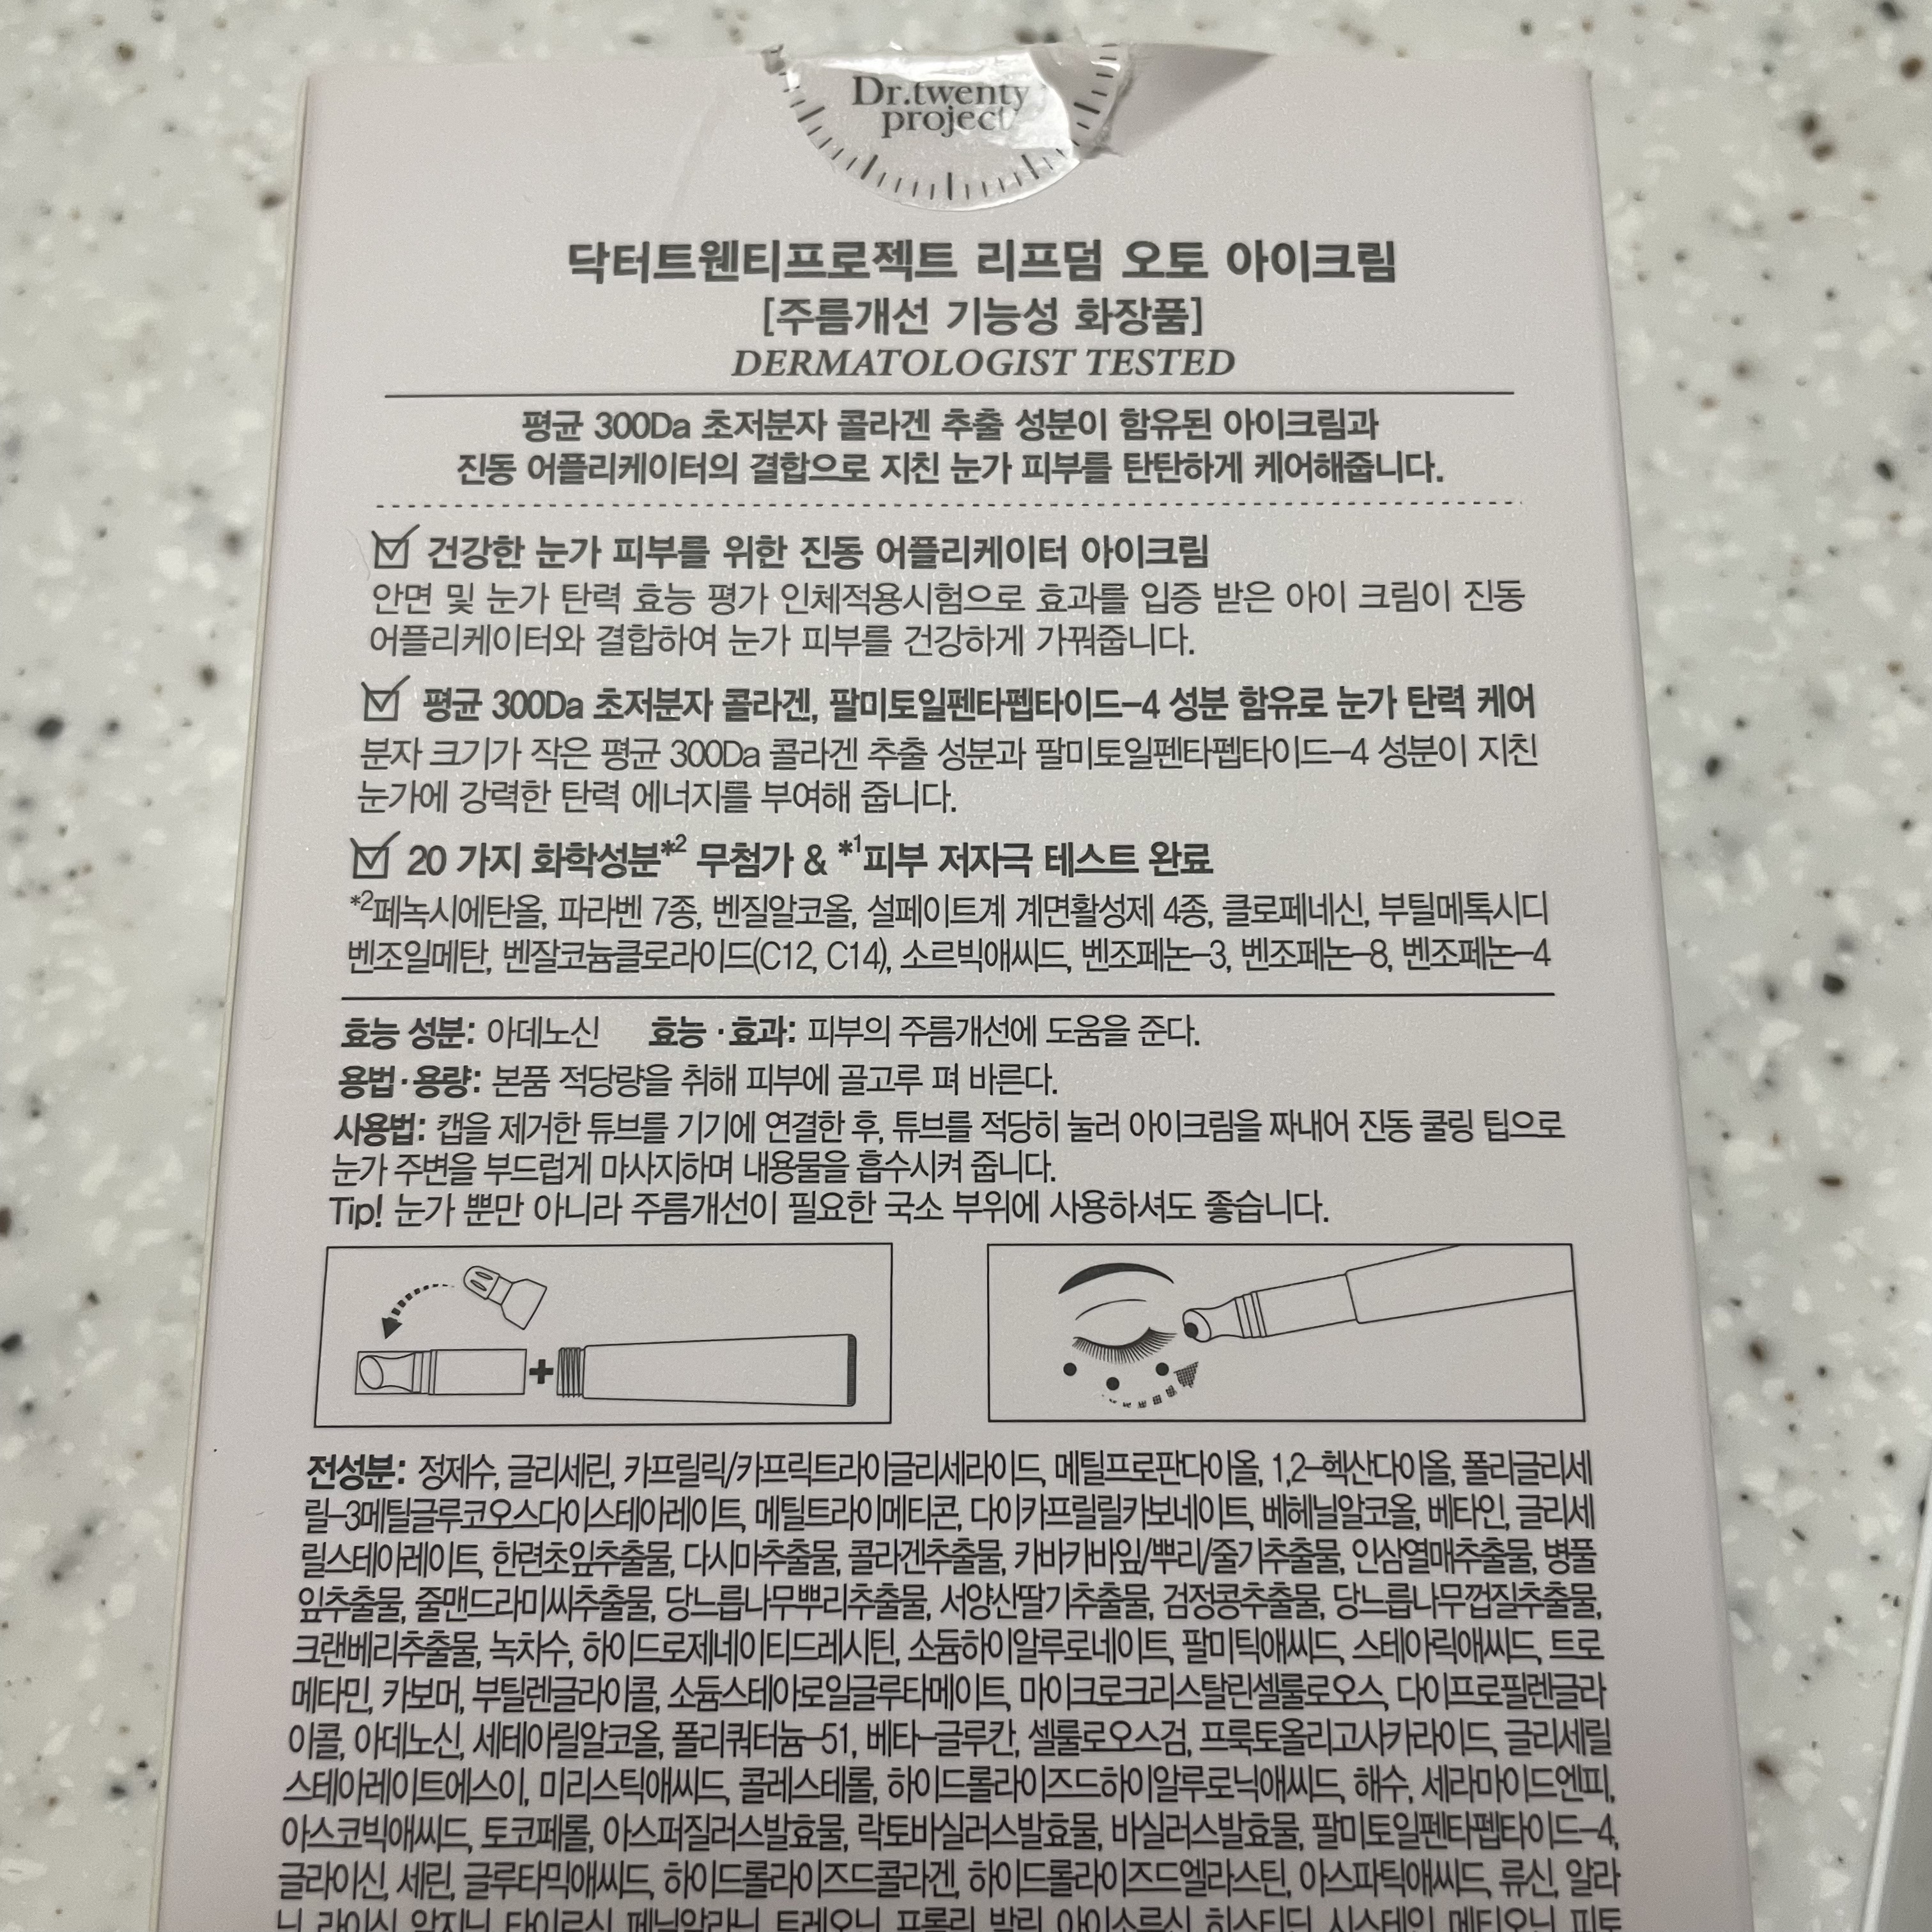 Dr.twenty
project
닥터트웬티프로젝트 리프덤 오토 아이크림
[주름개선 기능성 화장품]
DERMATOLOGIST TESTED
평균 300Da 초저분자 콜라겐 추출 성분이 함유된 아이크림과
진동 어플리케이터의 결합으로 지친 눈가 피부를 탄탄하게 케어해줍니다.
건강한 눈가 피부를 위한 진동 어플리케이터 아이크림
안면 및 눈가 탄력 효능 평가 인체적용시험으로 효과를 입증 받은 아이 크림이 진동
어플리케이터와 결합하여 눈가 피부를 건강하게 가꿔줍니다.
평균 300Da 초저분자 콜라겐, 팔미토일펜타펩타이드-4 성분 함유로 눈가 탄력 케어
분자 크기가 작은 평균 300Da 콜라겐 추출 성분과 팔미토일펜타펩타이드-4 성분이 지친
눈가에 강력한 탄력 에너지를 부여해 줍니다.
20 가지 화학성분*2 무첨가 & *1피부 저자극 테스트 완료
*2페녹시에탄올, 파라벤 7종, 벤질알코올, 설페이트계 계면활성제 4종, 클로페네신, 부틸메톡시디
벤조일메탄, 벤잘코늄클로라이드(C12, C14), 소르빅애씨드, 벤조페논-3, 벤조페논-8, 벤조페논-4
효능 성분: 아데노신 효능·효과: 피부의 주름개선에 도움을 준다.
용법·용량: 본품 적당량을 취해 피부에 골고루 펴 바른다.
사용법: 캡을 제거한 튜브를 기기에 연결한 후, 튜브를 적당히 눌러 아이크림을 짜내어 진동 쿨링 팁으로
눈가 주변을 부드럽게 마사지하며 내용물을 흡수시켜 줍니다.
Tip! 눈가 뿐만 아니라 주름개선이 필요한 국소 부위에 사용하셔도 좋습니다.
전성분: 정제수, 글리세린, 카프릴릭/카프릭트라이글리세라이드, 메틸프로판다이올, 1,2-헥산다이올, 폴리글리세
릴-3메틸글루코오스다이스테아레이트, 메틸트라이메티콘, 다이카프릴릴카보네이트, 베헤닐알코올, 베타인, 글리세
릴스테아레이트, 한련초잎추출물, 다시마추출물, 콜라겐추출물, 카바카바잎/뿌리/줄기추출물, 인삼열매추출물, 병풀
잎추출물, 줄맨드라미씨추출물, 당느릅나무뿌리추출물, 서양산딸기추출물, 검정콩추출물, 당느릅나무껍질추출물,
크랜베리추출물, 녹차수, 하이드로제네이티드레시틴, 소듐하이알루로네이트, 팔미틱애씨드, 스테아릭애씨드, 트로
메타민, 카보머, 부틸렌글라이콜, 소듐스테아로일글루타메이트, 마이크로크리스탈린셀룰로오스, 다이프로필렌글라
이콜, 아데노신, 세테아릴알코올, 폴리쿼터늄-51, 베타-글루칸, 셀룰로오스검, 프룩토올리고사카라이드, 글리세릴
스테아레이트에스이, 미리스틱애씨드, 콜레스테롤, 하이드롤라이즈드하이알루로닉애씨드, 해수, 세라마이드엔피,
아스코빅애씨드, 토코페롤, 아스퍼질러스발효물, 락토바실러스발효물, 바실러스발효물, 팔미토일펜타펩타이드-4,
글라이신, 세린, 글루타믹애씨드, 하이드롤라이즈드콜라겐, 하이드롤라이즈드엘라스틴, 아스파틱애씨드, 류신, 알라
닌, 라이신, 알지닌, 타이로신, 페닐알라닌, 트레오닌, 프롤린, 발린, 아이소류신, 히스티딘, 시스테인, 메티오닌, 피토